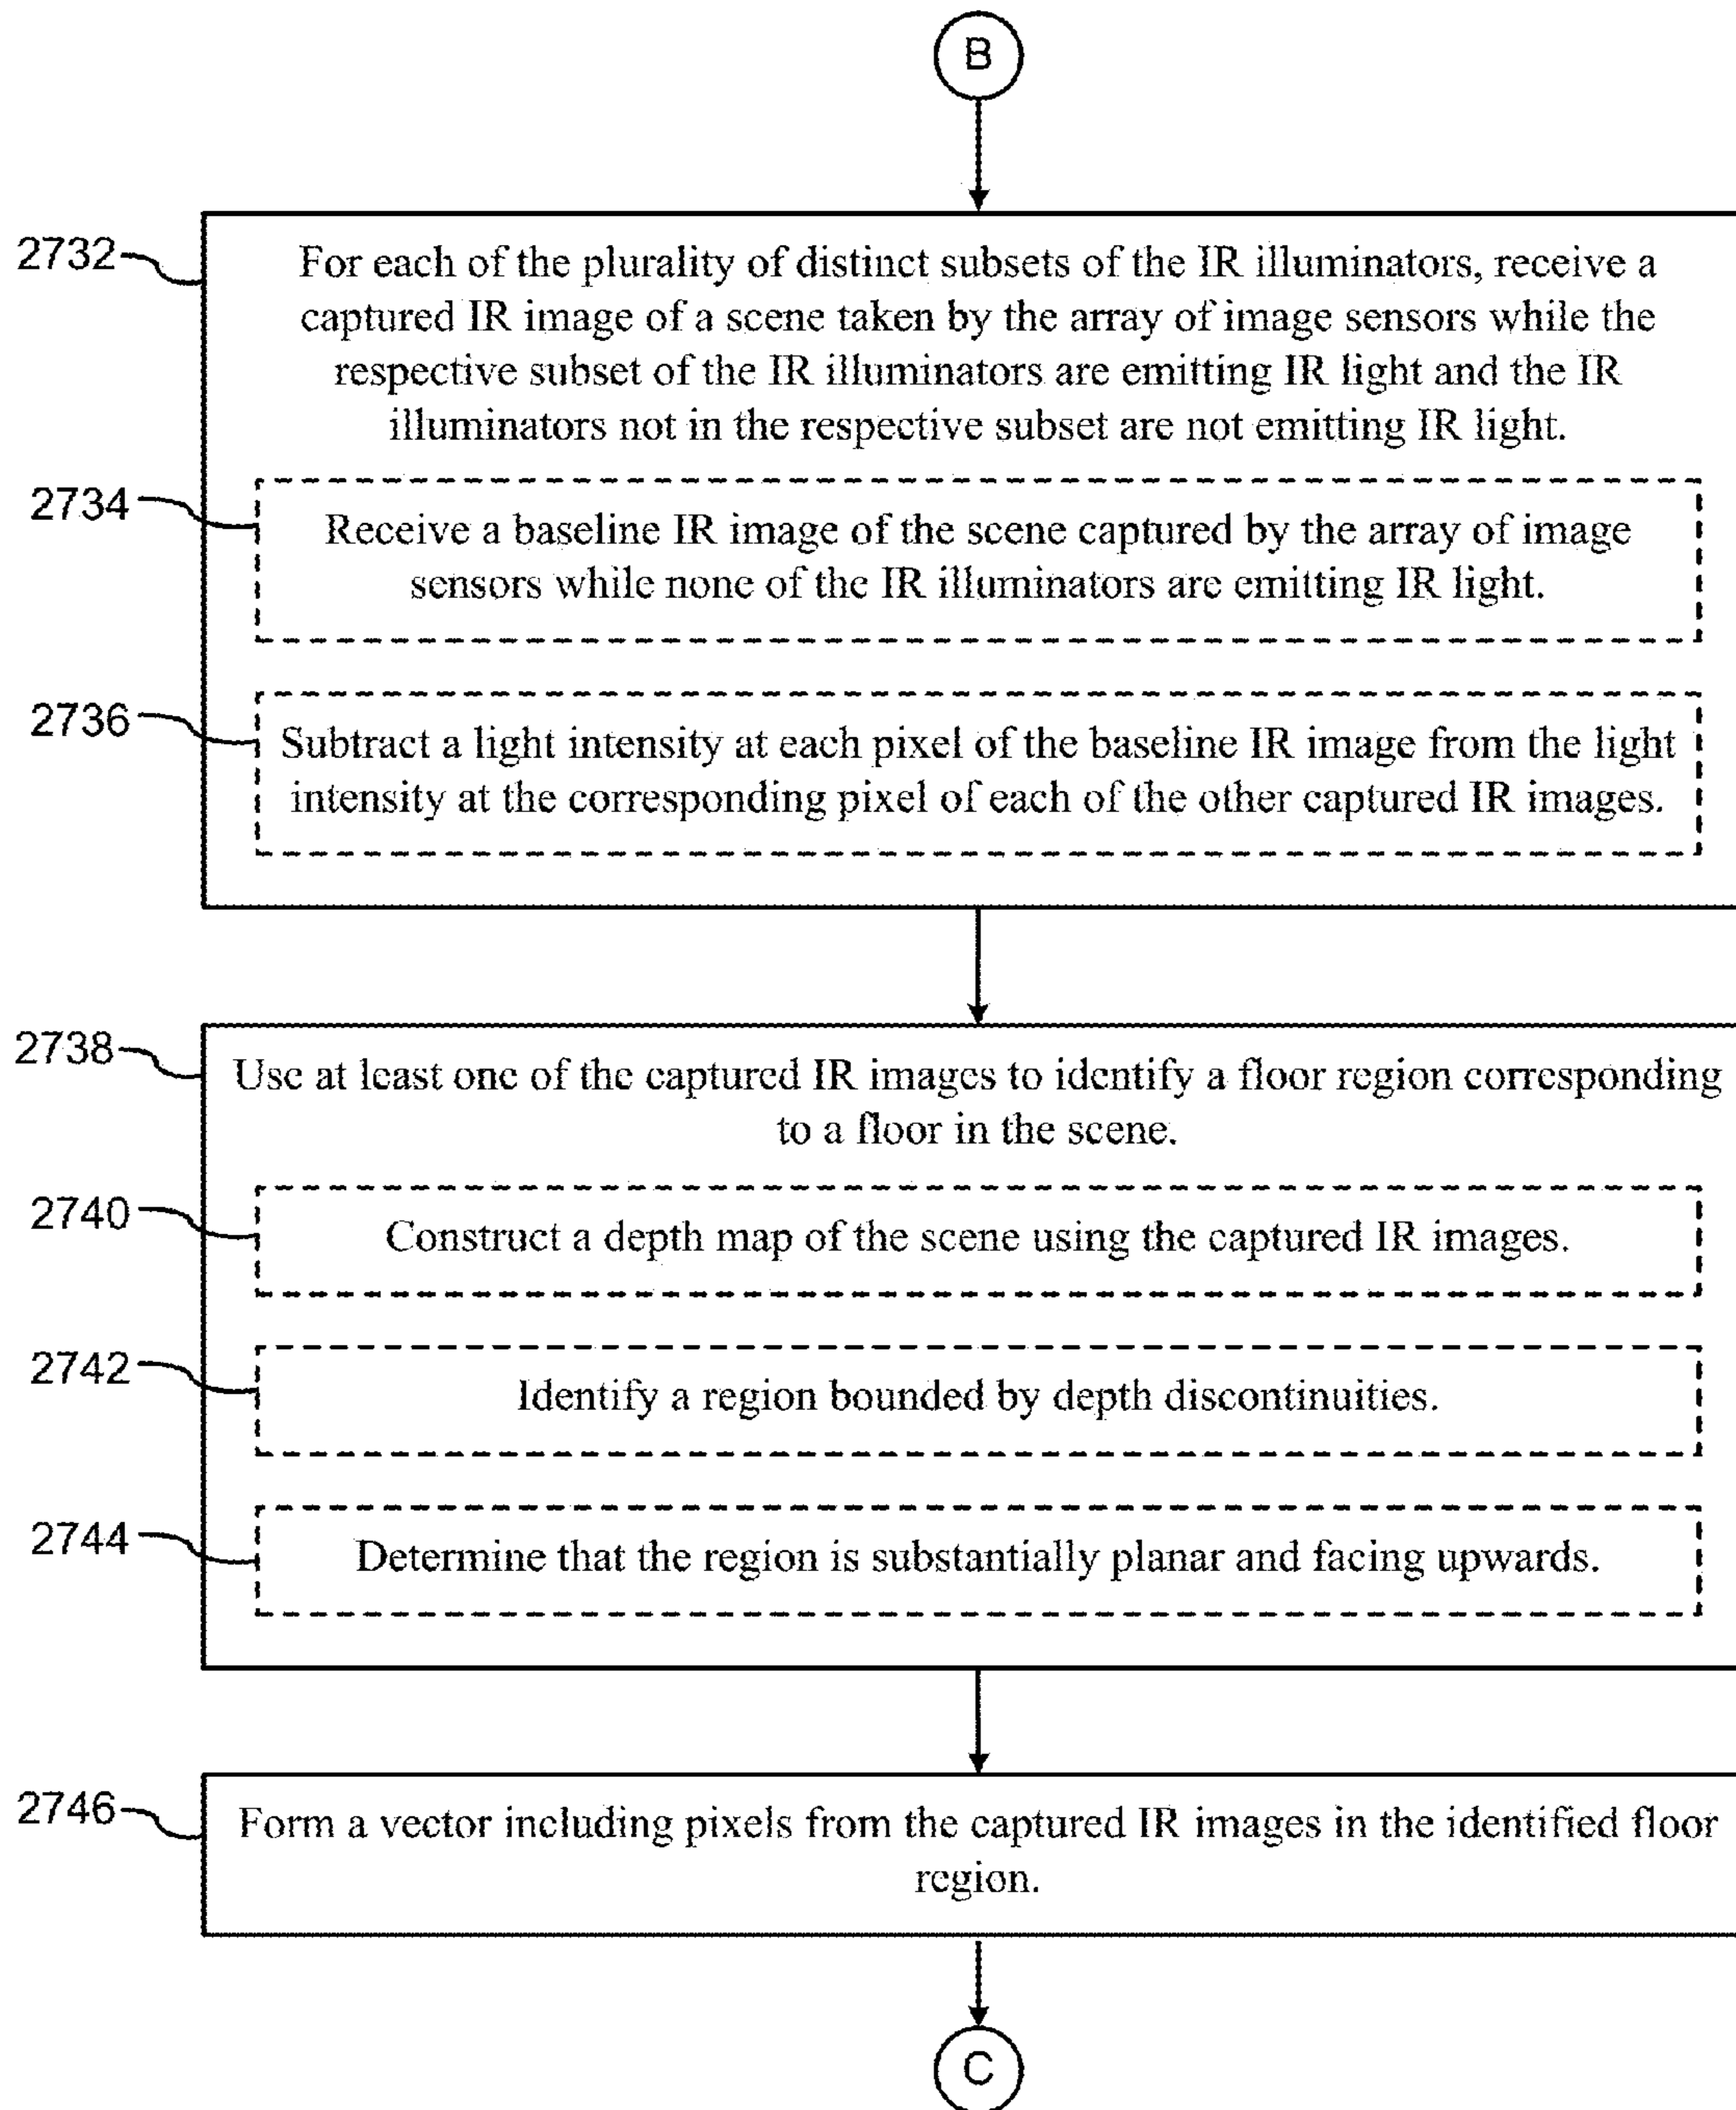 B
2732
For each of the plurality of distinct subsets of the IR illuminators, receive a
captured IR image of a scene taken by the array of image sensors while the
respective subset of the IR illuminators are emitting IR light and the IR
illuminators not in the respective subset are not emitting IR light.
2734
Receive a baseline IR image of the scene captured by the array of image
sensors while none of the IR illuminators are emitting IR light.
2736
Subtract a light intensity at each pixel of the baseline IR image from the light
intensity at the corresponding pixel of each of the other captured IR images.
2738
Use at least one of the captured IR images to identify a floor region corresponding
to a floor in the scene.
2740
Construct a depth map of the scene using the captured IR images.
2742
Identify a region bounded by depth discontinuities.
2744
Determine that the region is substantially planar and facing upwards.
2746
Form a vector including pixels from the captured IR images in the identified floor
region.
C